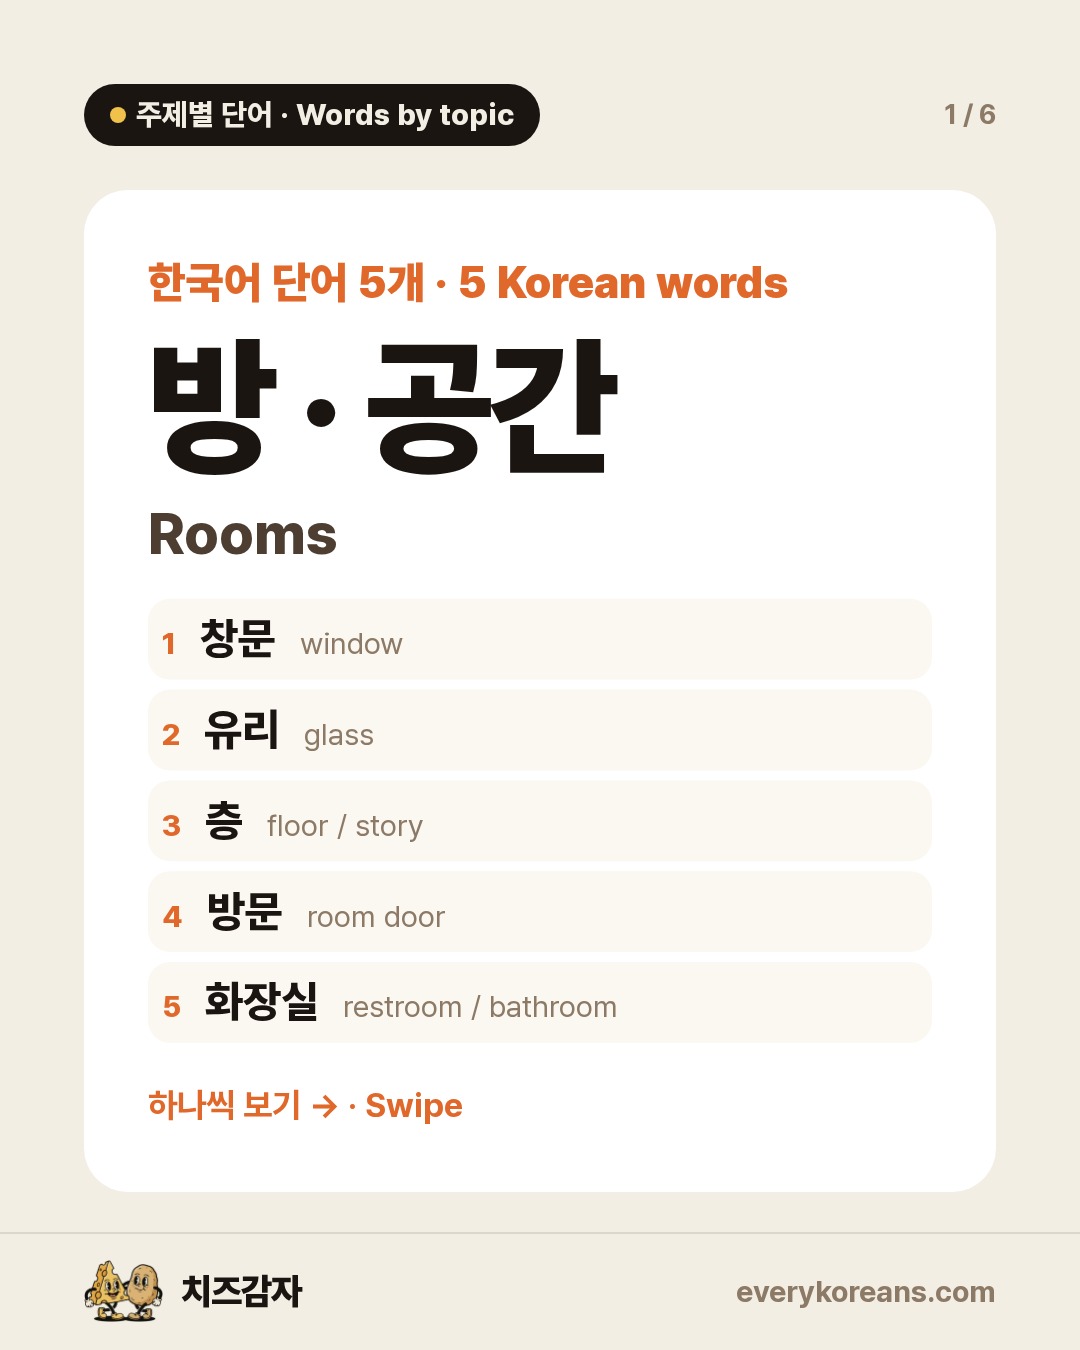 주제별 단어 · Words by topic
1 / 6
한국어 단어 5개 · 5 Korean words
방 · 공간
Rooms
1 창문 window
2 유리 glass
3 층 floor / story
4 방문 room door
5 화장실 restroom / bathroom
하나씩 보기 → · Swipe
치즈감자
everykoreans.com